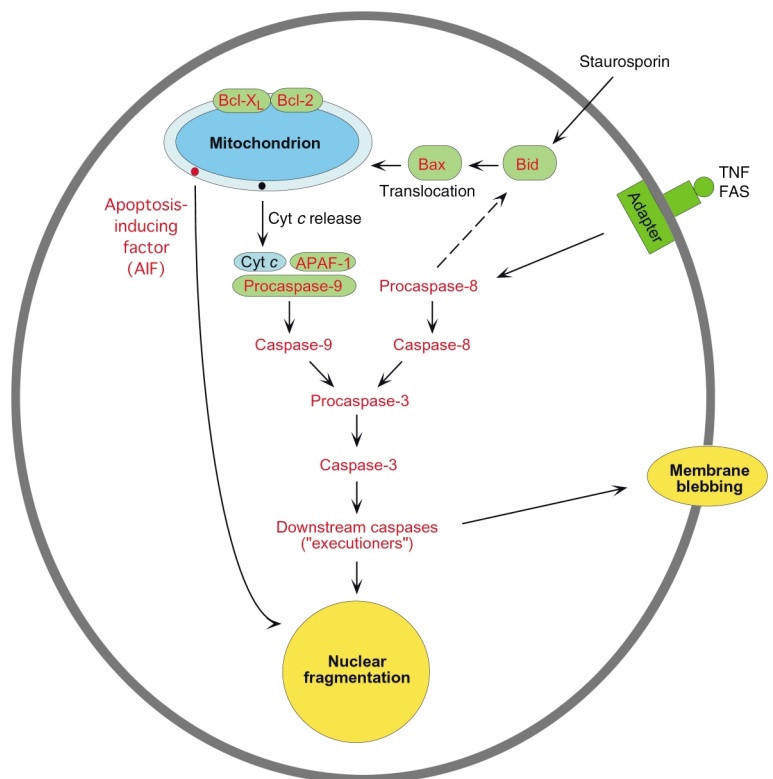 Staurosporin
Bcl-XL
Bcl-2
Mitochondrion
Bax
Bid
Translocation
TNF
FAS
Adapter
Apoptosis-
inducing
factor
(AIF)
Cyt c release
Cyt c
APAF-1
Procaspase-9
Procaspase-8
Caspase-9
Caspase-8
Procaspase-3
Caspase-3
Membrane
blebbing
Downstream caspases
("executioners")
Nuclear
fragmentation